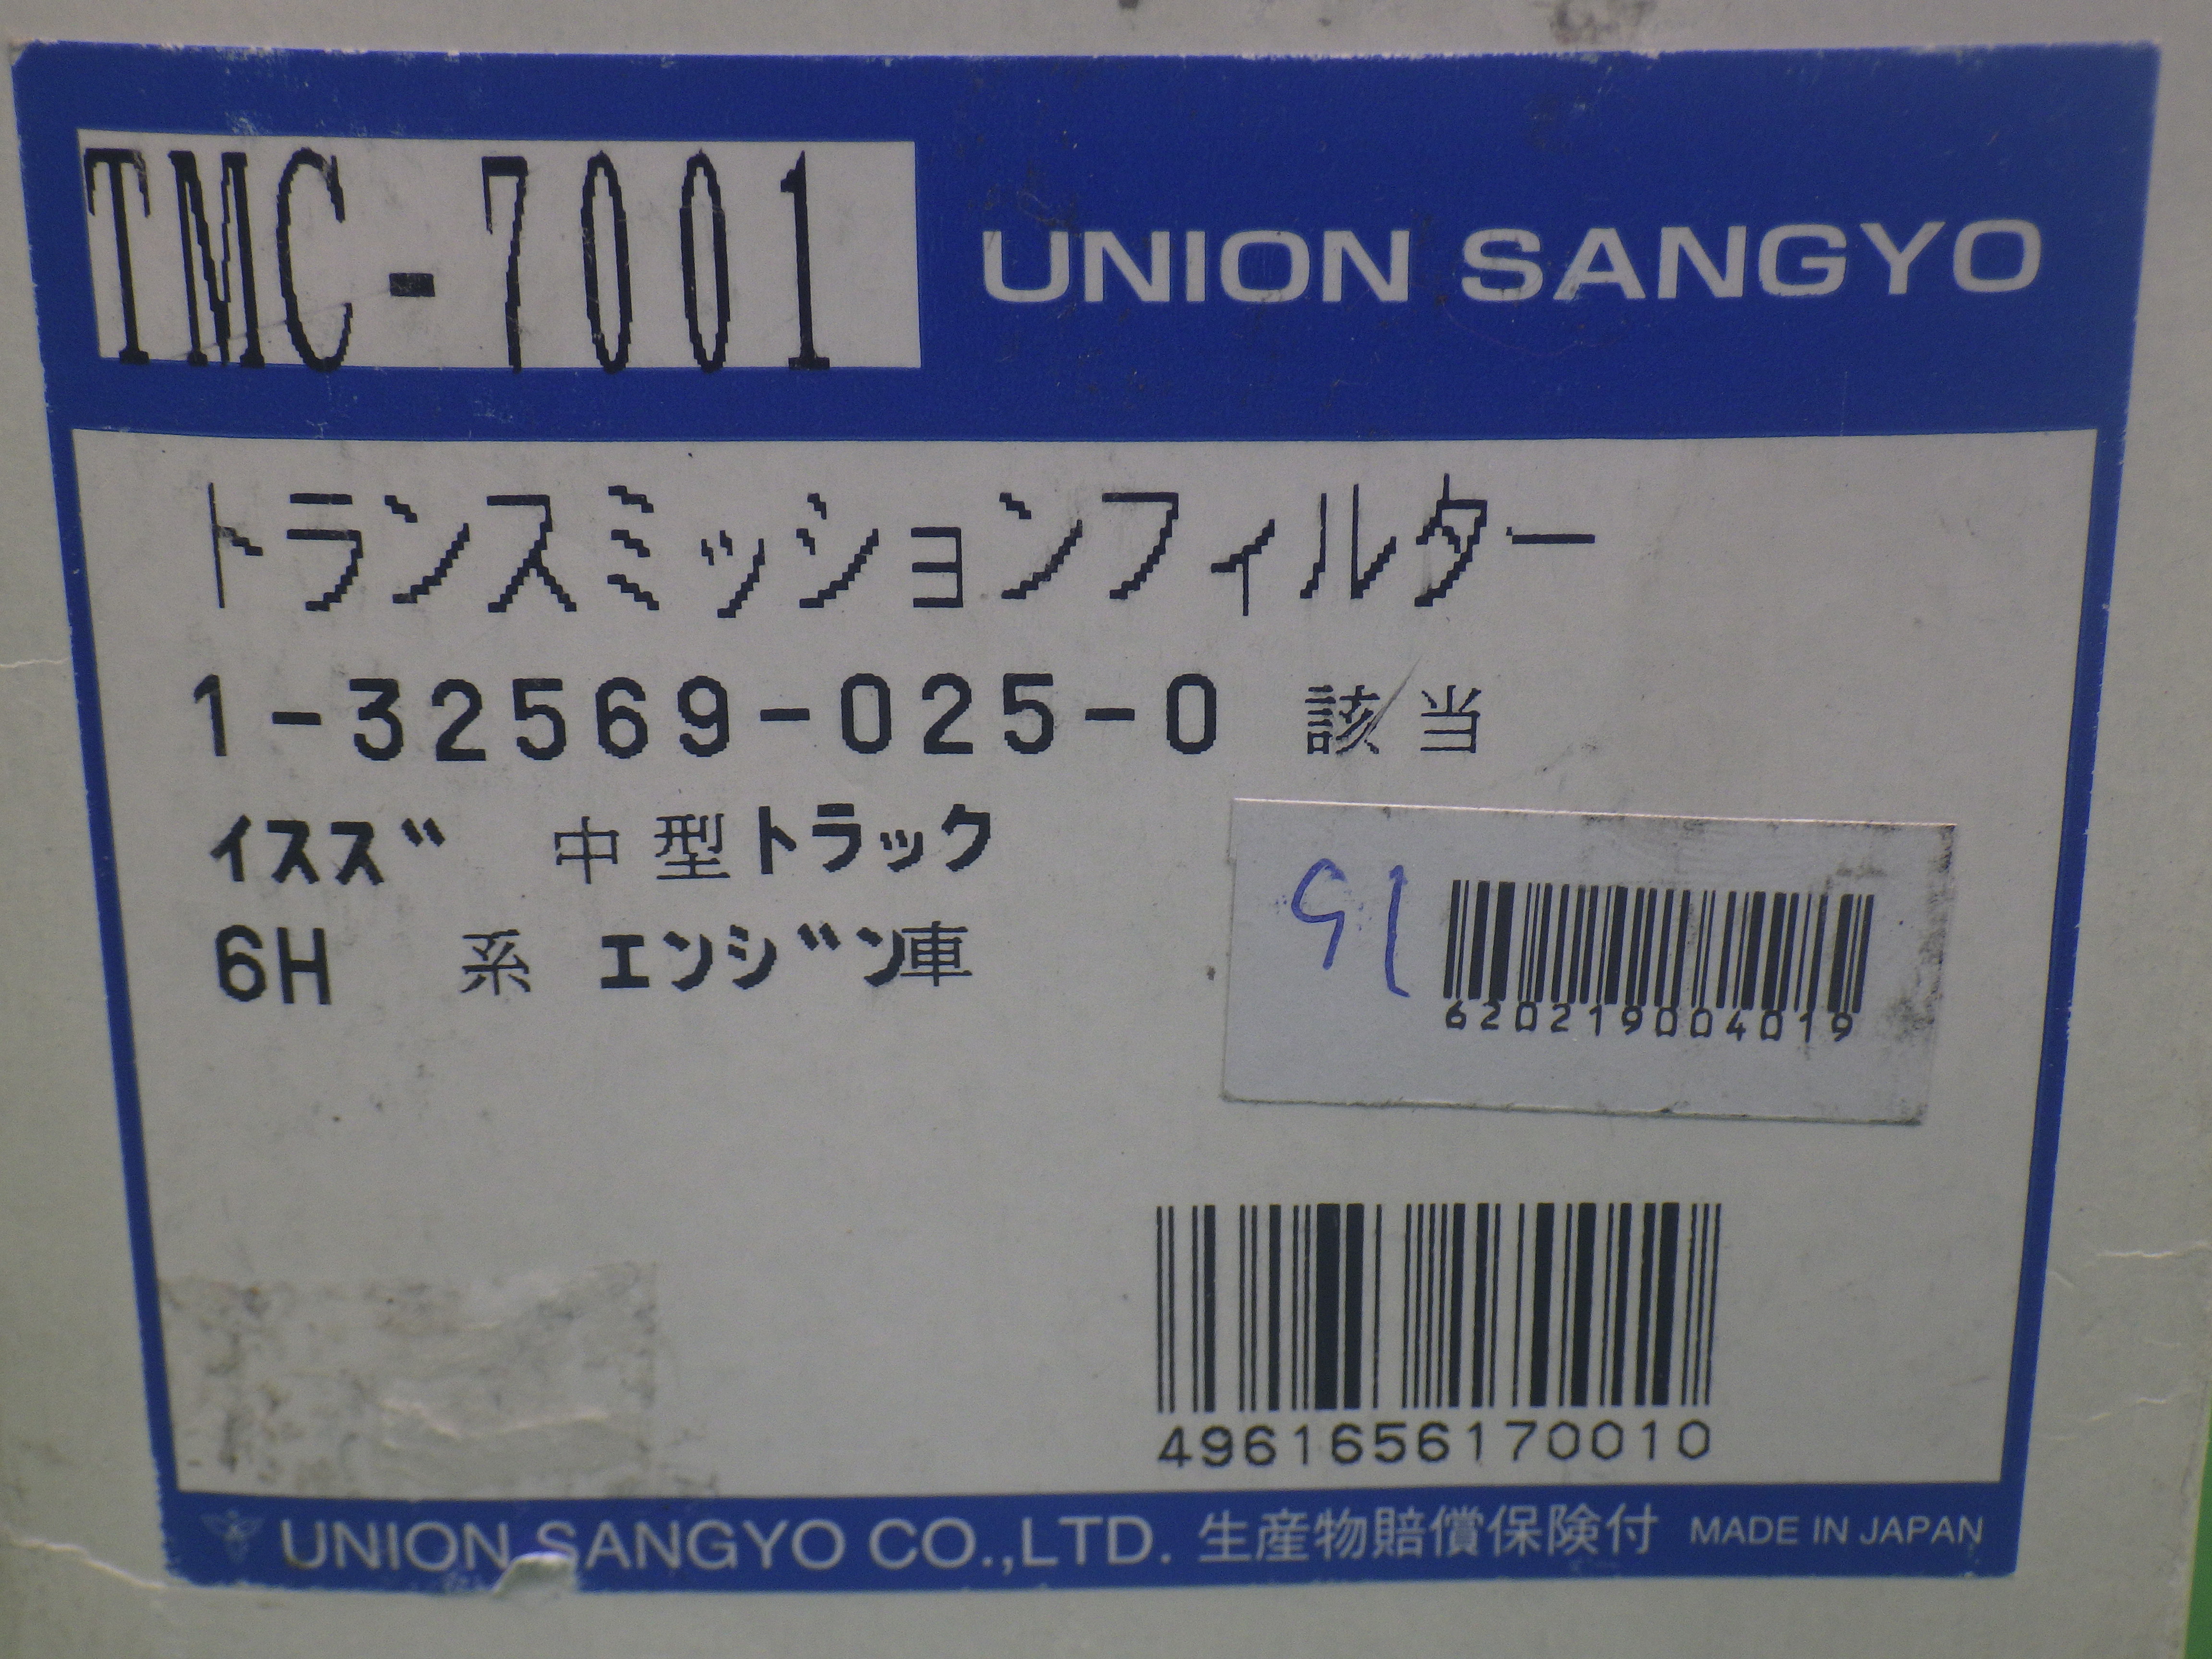 TMC-7001
UNION SANGYO
トランスミッションフィルター
1-32569-025-0 該当
イスズ 中型トラック
6H 系 エンジン車
91
620219004019
4961656170010
UNION SANGYO CO.,LTD. 生産物賠償保険付 MADE IN JAPAN